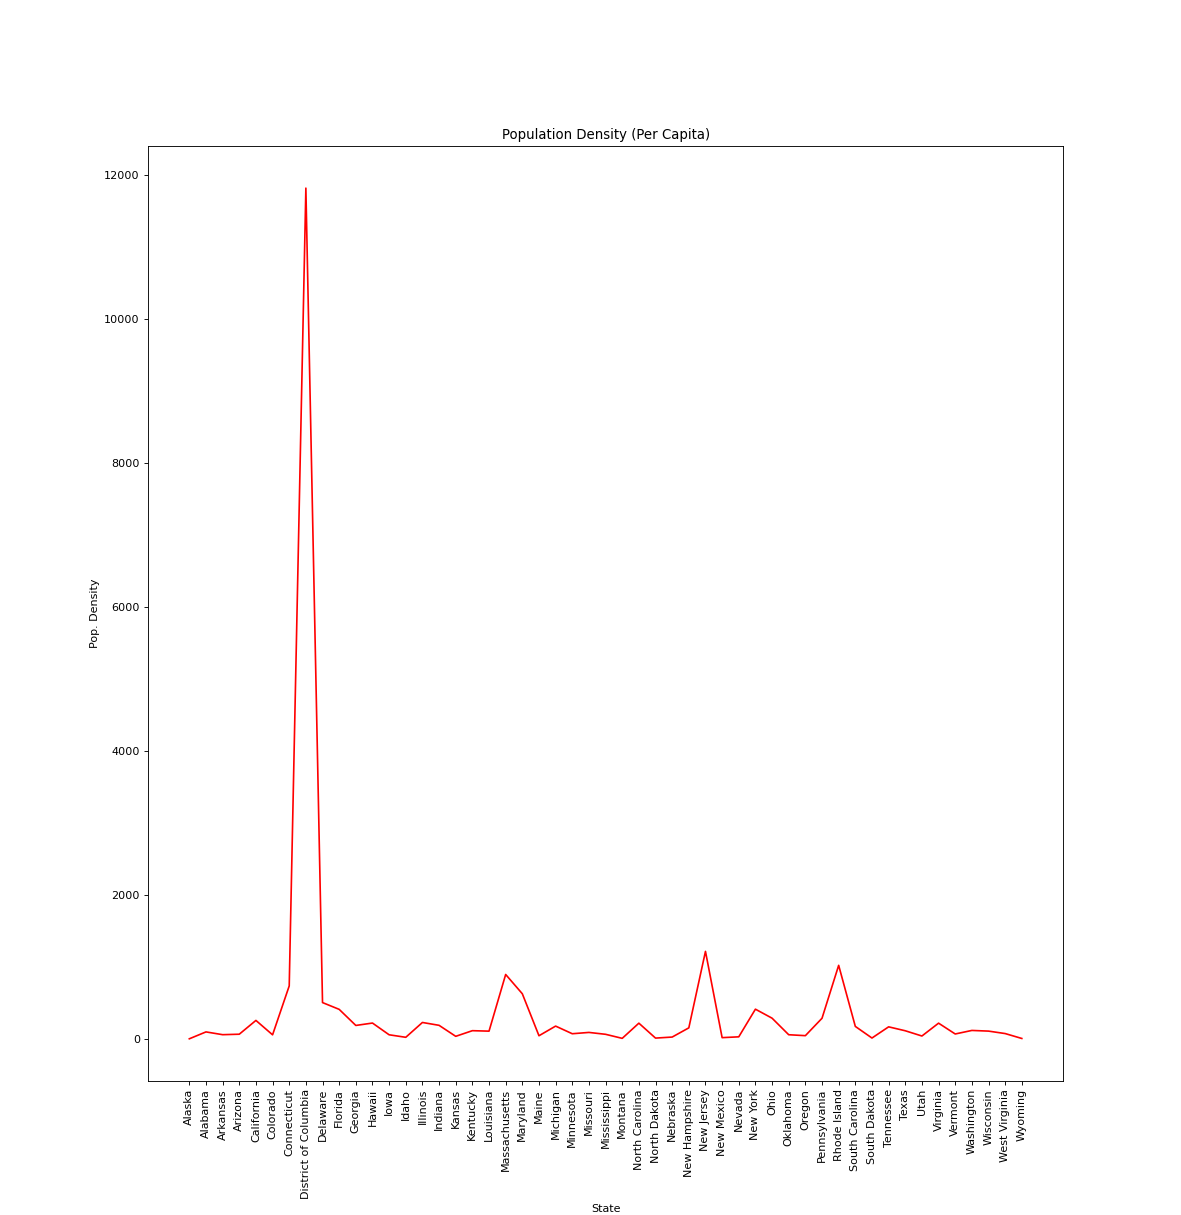 Population Density (Per Capita)
12000
10000
8000
6000
4000
2000
0
Pop. Density
Alaska
Alabama
Arkansas
Arizona
California
Colorado
Connecticut
District of Columbia
Delaware
Florida
Georgia
Hawaii
Iowa
Idaho
Illinois
Indiana
Kansas
Kentucky
Louisiana
Massachusetts
Maryland
Maine
Michigan
Minnesota
Missouri
Mississippi
Montana
North Carolina
North Dakota
Nebraska
New Hampshire
New Jersey
New Mexico
Nevada
New York
Ohio
Oklahoma
Oregon
Pennsylvania
Rhode Island
South Carolina
South Dakota
Tennessee
Texas
Utah
Virginia
Vermont
Washington
Wisconsin
West Virginia
Wyoming
State